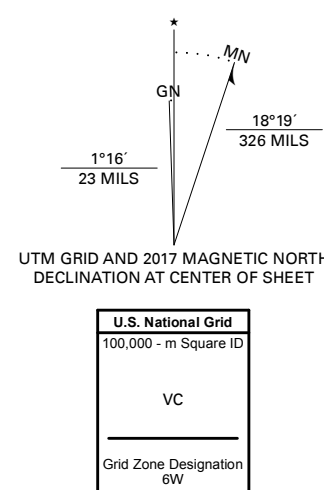 ★
MN
GN
18°19´
326 MILS
1°16´
23 MILS
UTM GRID AND 2017 MAGNETIC NORTH
DECLINATION AT CENTER OF SHEET
U.S. National Grid
100,000 - m Square ID
VC
Grid Zone Designation
6W